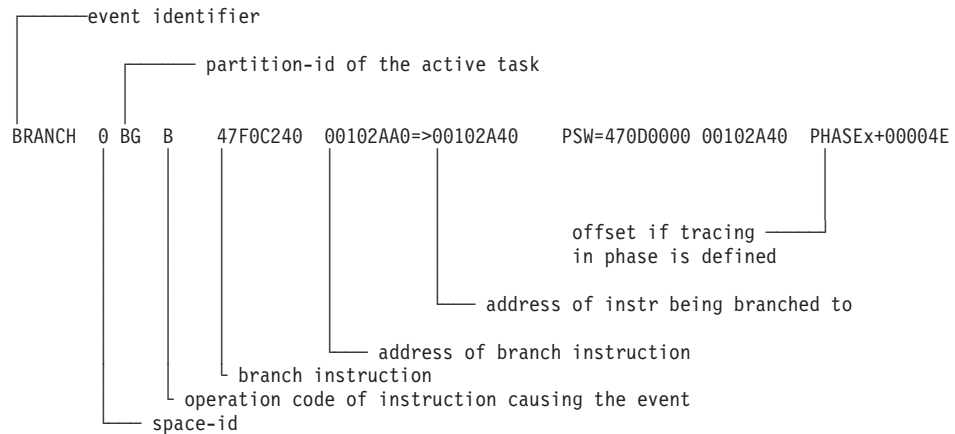 event identifier
partition-id of the active task
BRANCH 0 BG B 47F0C240 00102AA0=>00102A40 PSW=470D0000 00102A40 PHASEx+00004E
offset if tracing
in phase is defined
address of instr being branched to
address of branch instruction
branch instruction
operation code of instruction causing the event
space-id